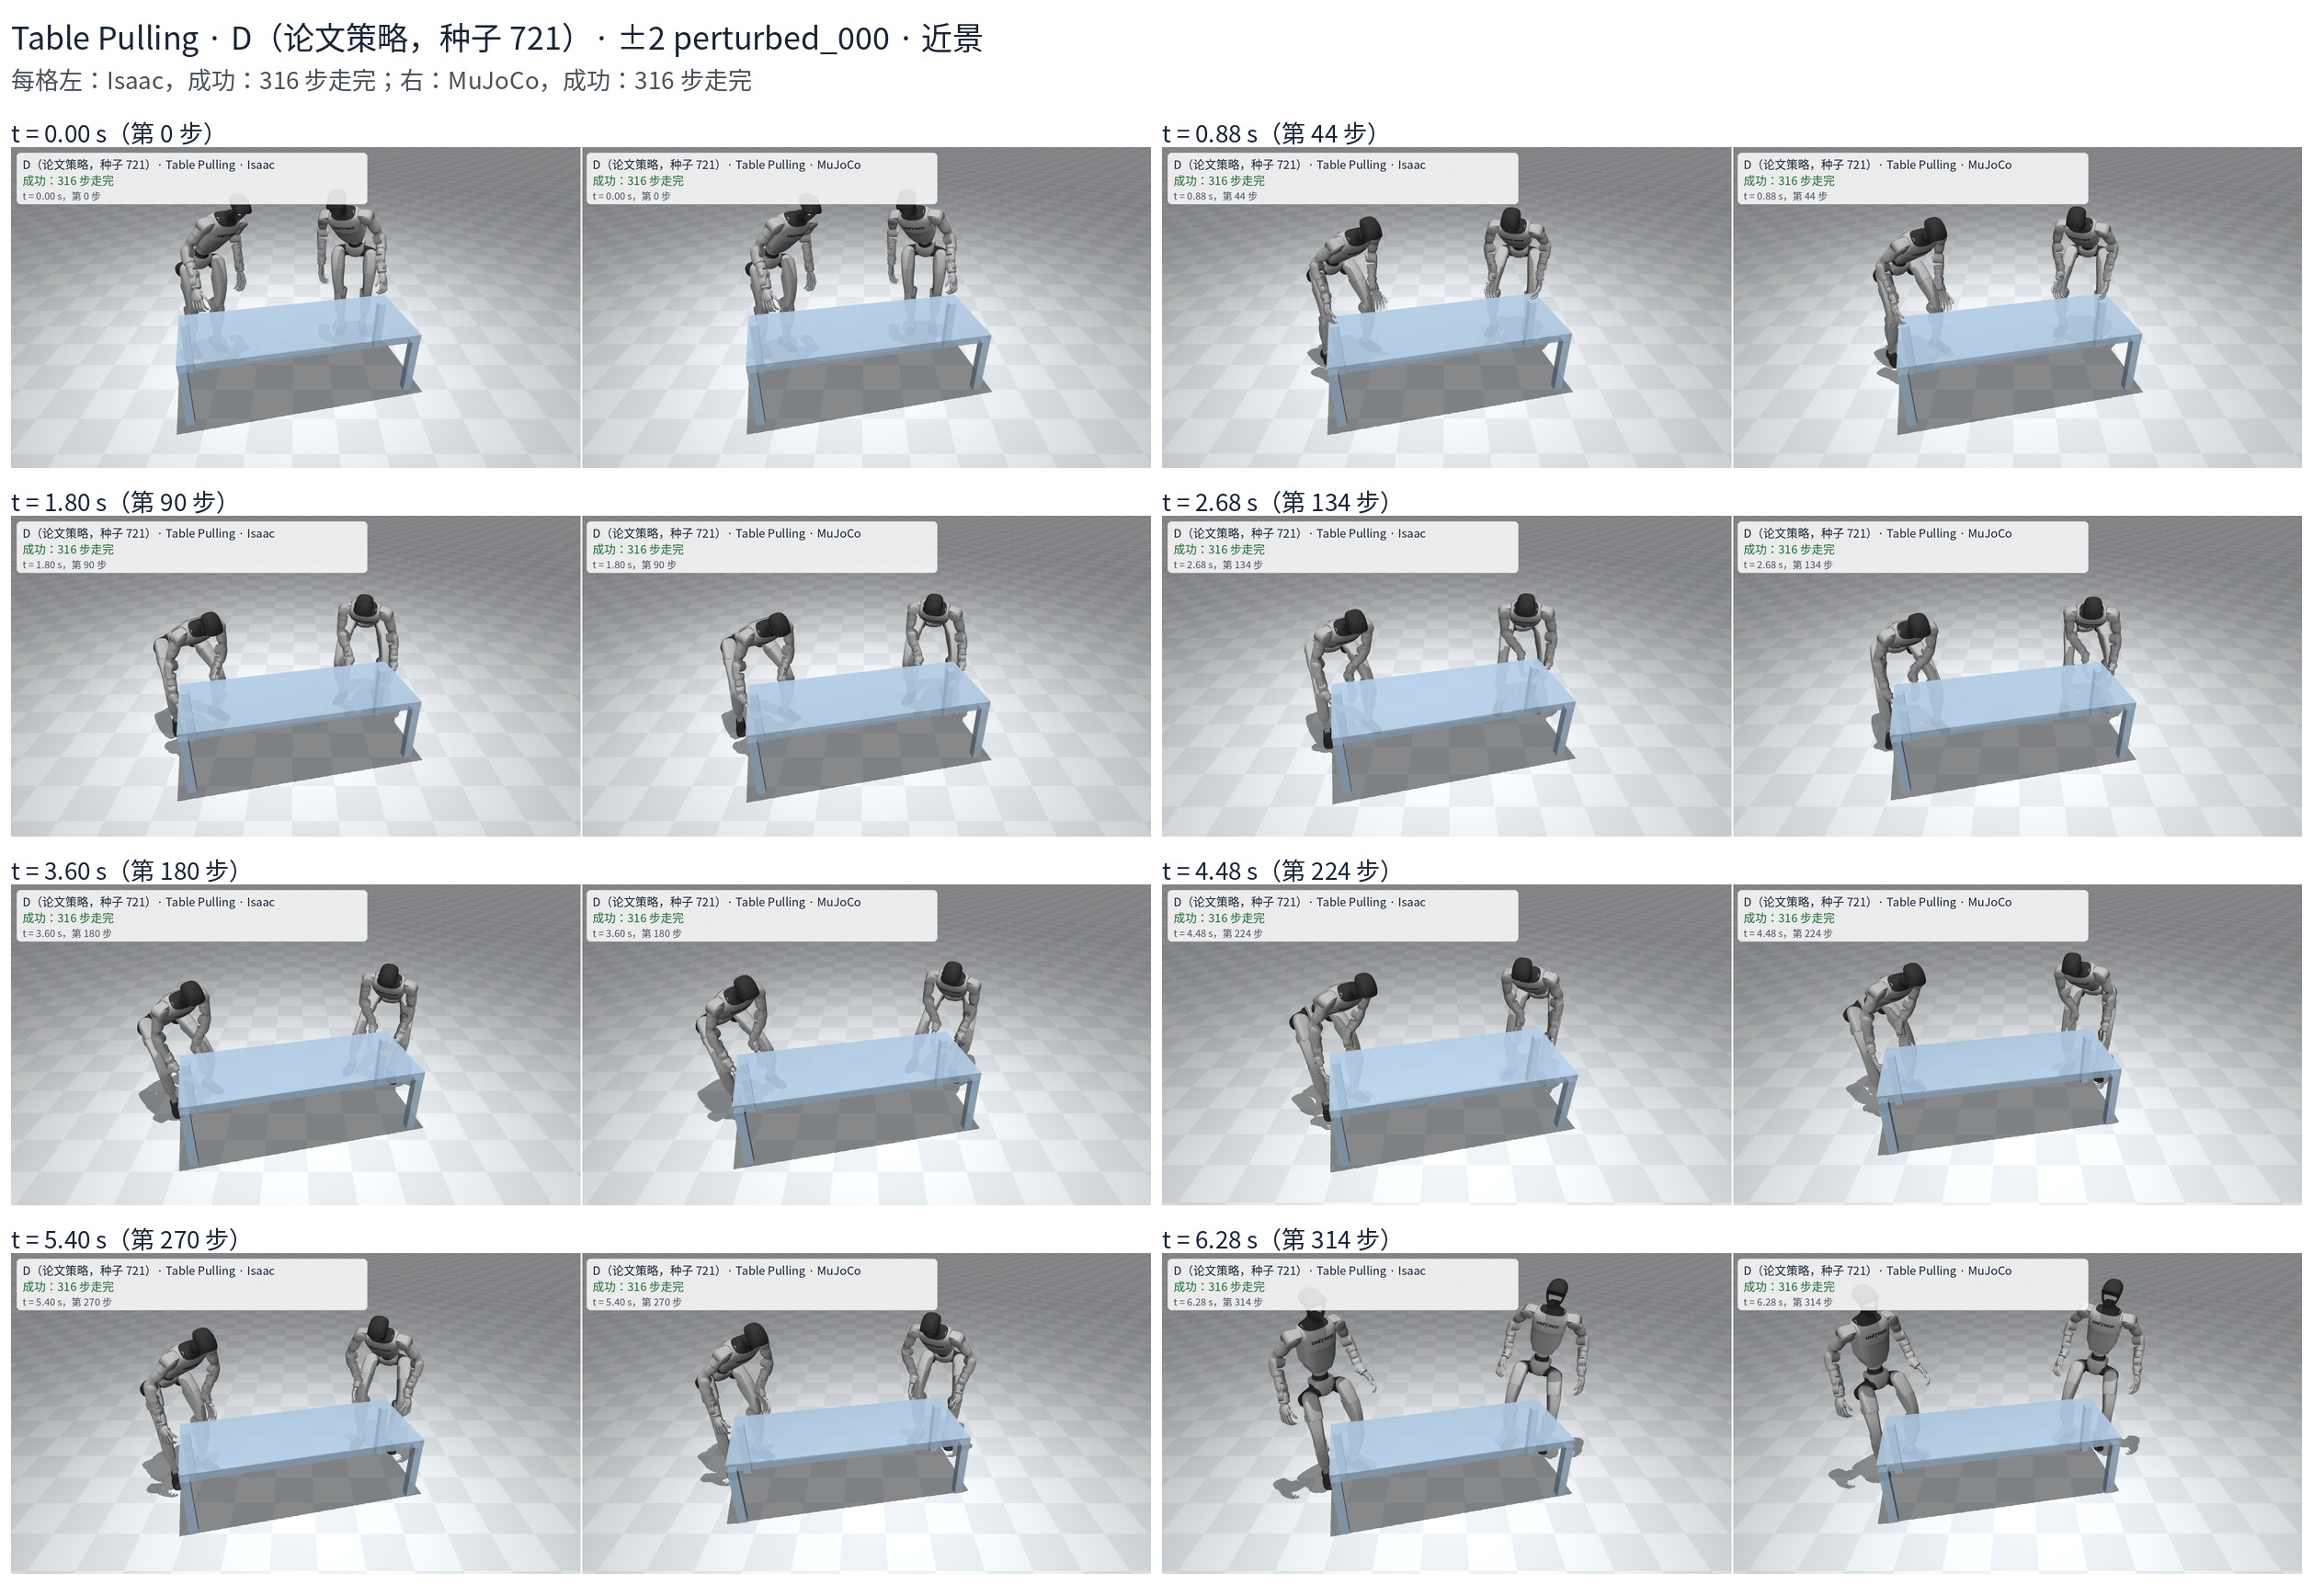 Table Pulling · D（论文策略，种子 721）· ±2 perturbed_000 · 近景
每格左：Isaac，成功：316 步走完；右：MuJoCo，成功：316 步走完
t = 0.00 s（第 0 步）
D（论文策略，种子 721）· Table Pulling · Isaac
成功：316 步走完
t = 0.00 s，第 0 步
D（论文策略，种子 721）· Table Pulling · MuJoCo
成功：316 步走完
t = 0.00 s，第 0 步
t = 0.88 s（第 44 步）
D（论文策略，种子 721）· Table Pulling · Isaac
成功：316 步走完
t = 0.88 s，第 44 步
D（论文策略，种子 721）· Table Pulling · MuJoCo
成功：316 步走完
t = 0.88 s，第 44 步
t = 1.80 s（第 90 步）
D（论文策略，种子 721）· Table Pulling · Isaac
成功：316 步走完
t = 1.80 s，第 90 步
D（论文策略，种子 721）· Table Pulling · MuJoCo
成功：316 步走完
t = 1.80 s，第 90 步
t = 2.68 s（第 134 步）
D（论文策略，种子 721）· Table Pulling · Isaac
成功：316 步走完
t = 2.68 s，第 134 步
D（论文策略，种子 721）· Table Pulling · MuJoCo
成功：316 步走完
t = 2.68 s，第 134 步
t = 3.60 s（第 180 步）
D（论文策略，种子 721）· Table Pulling · Isaac
成功：316 步走完
t = 3.60 s，第 180 步
D（论文策略，种子 721）· Table Pulling · MuJoCo
成功：316 步走完
t = 3.60 s，第 180 步
t = 4.48 s（第 224 步）
D（论文策略，种子 721）· Table Pulling · Isaac
成功：316 步走完
t = 4.48 s，第 224 步
D（论文策略，种子 721）· Table Pulling · MuJoCo
成功：316 步走完
t = 4.48 s，第 224 步
t = 5.40 s（第 270 步）
D（论文策略，种子 721）· Table Pulling · Isaac
成功：316 步走完
t = 5.40 s，第 270 步
D（论文策略，种子 721）· Table Pulling · MuJoCo
成功：316 步走完
t = 5.40 s，第 270 步
t = 6.28 s（第 314 步）
D（论文策略，种子 721）· Table Pulling · Isaac
成功：316 步走完
t = 6.28 s，第 314 步
D（论文策略，种子 721）· Table Pulling · MuJoCo
成功：316 步走完
t = 6.28 s，第 314 步